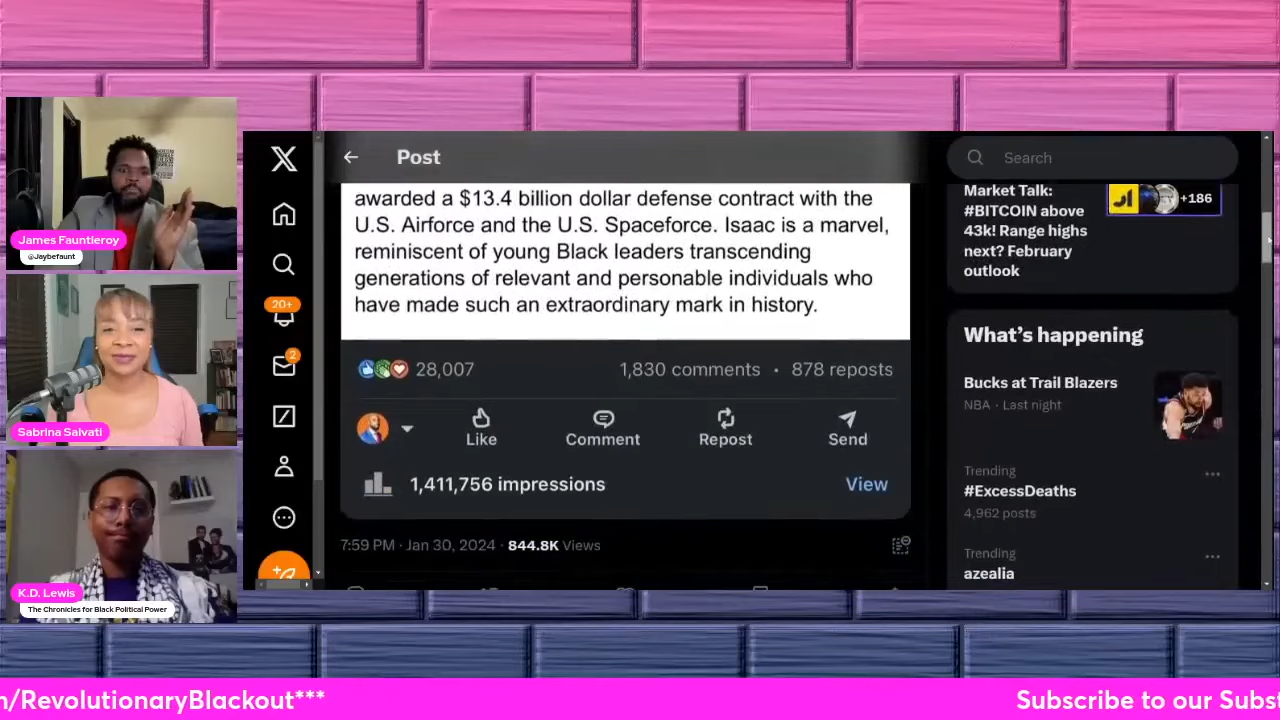 James Fauntleroy
@Jaybefaunt
Sabrina Salvati
K.D. Lewis
The Chronicles for Black Political Power
X
20+
2
Post
awarded a $13.4 billion dollar defense contract with the
U.S. Airforce and the U.S. Spaceforce. Isaac is a marvel,
reminiscent of young Black leaders transcending
generations of relevant and personable individuals who
have made such an extraordinary mark in history.
28,007
1,830 comments • 878 reposts
Like
Comment
Repost
Send
1,411,756 impressions
View
7:59 PM · Jan 30, 2024 · 844.8K Views
Search
Market Talk:
#BITCOIN above
43k! Range highs
next? February
outlook
+186
What's happening
Bucks at Trail Blazers
NBA · Last night
Trending
#ExcessDeaths
4,962 posts
Trending
azealia
n/RevolutionaryBlackout***
Subscribe to our Subst